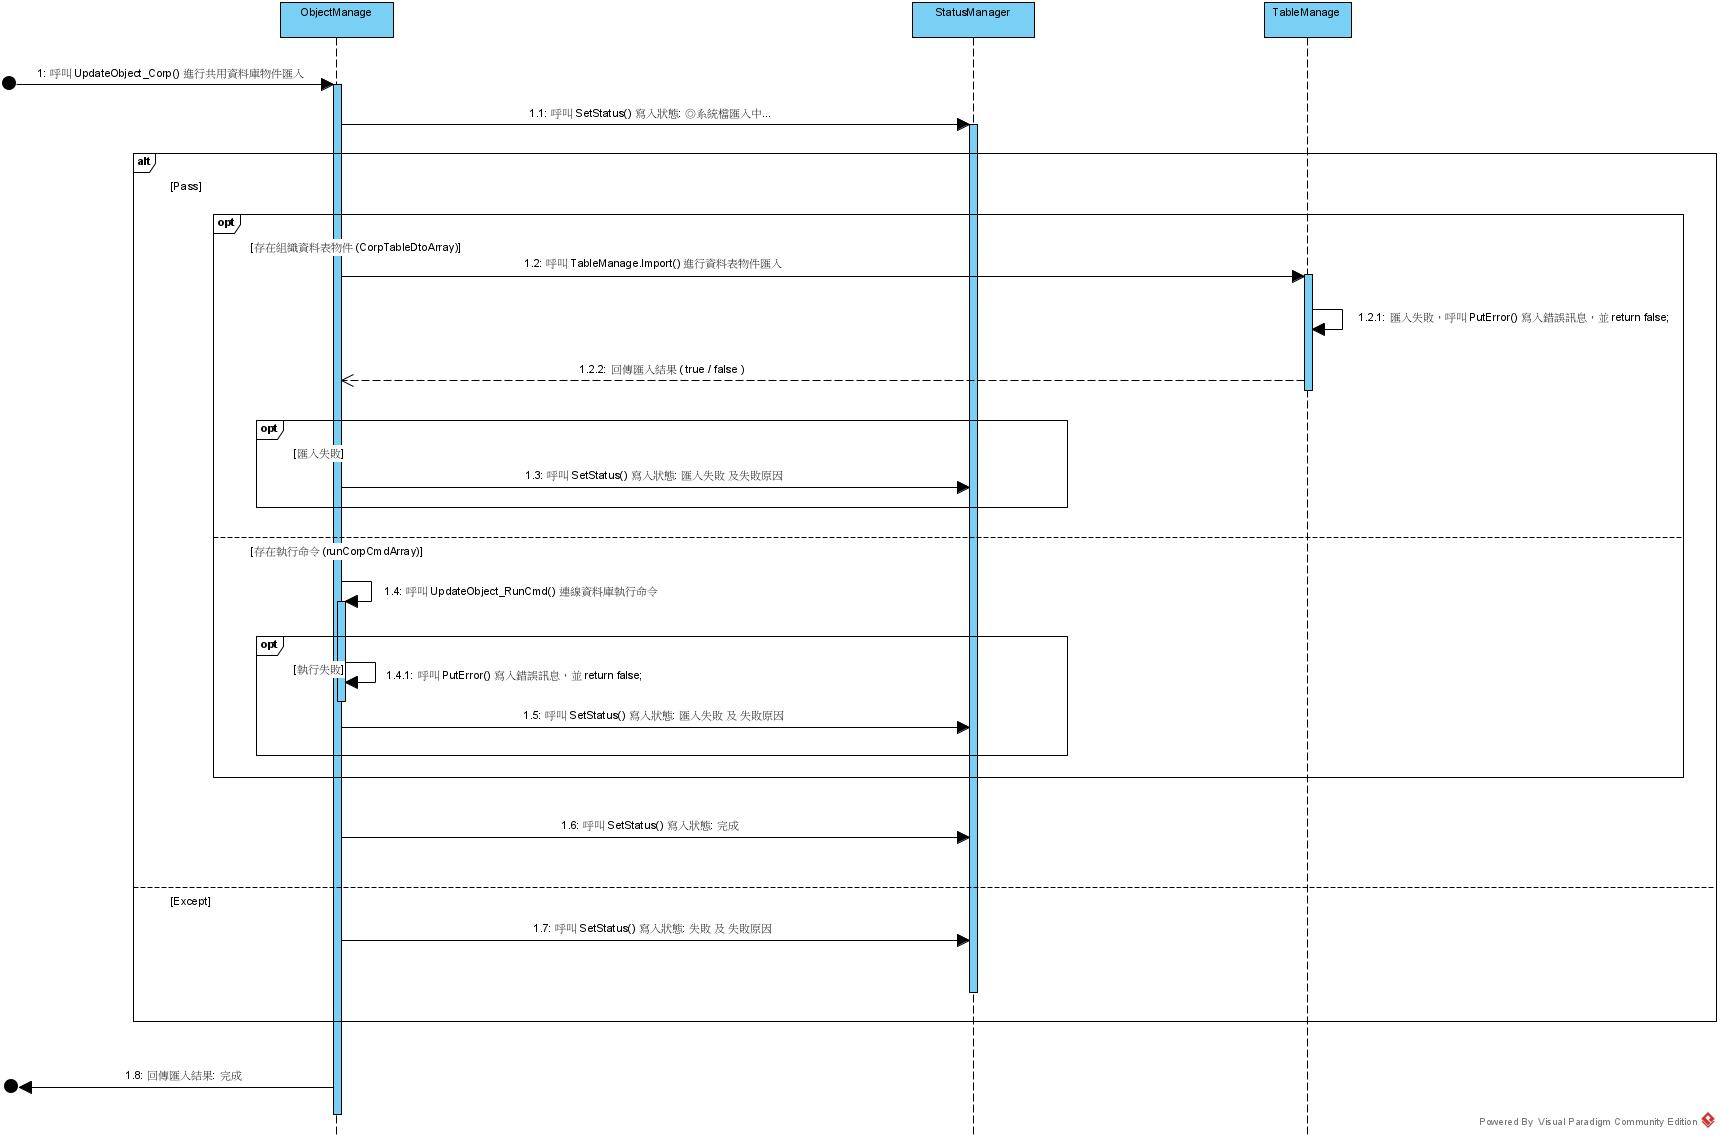 ObjectManage
StatusManager
TableManage
1: 呼叫 UpdateObject_Corp() 進行共用資料庫物件匯入
1.1: 呼叫 SetStatus() 寫入狀態: ◎系統檔匯入中...
alt
[Pass]
opt
[存在組織資料表物件 (CorpTableDtoArray)]
1.2: 呼叫 TableManage.Import() 進行資料表物件匯入
1.2.1: 匯入失敗，呼叫 PutError() 寫入錯誤訊息，並 return false;
1.2.2: 回傳匯入結果 ( true / false )
opt
[匯入失敗]
1.3: 呼叫 SetStatus() 寫入狀態: 匯入失敗 及失敗原因
[存在執行命令 (runCorpCmdArray)]
1.4: 呼叫 UpdateObject_RunCmd() 連線資料庫執行命令
opt
[執行失敗]
1.4.1: 呼叫 PutError() 寫入錯誤訊息，並 return false;
1.5: 呼叫 SetStatus() 寫入狀態: 匯入失敗 及 失敗原因
1.6: 呼叫 SetStatus() 寫入狀態: 完成
[Except]
1.7: 呼叫 SetStatus() 寫入狀態: 失敗 及 失敗原因
1.8: 回傳匯入結果: 完成
Powered By Visual Paradigm Community Edition